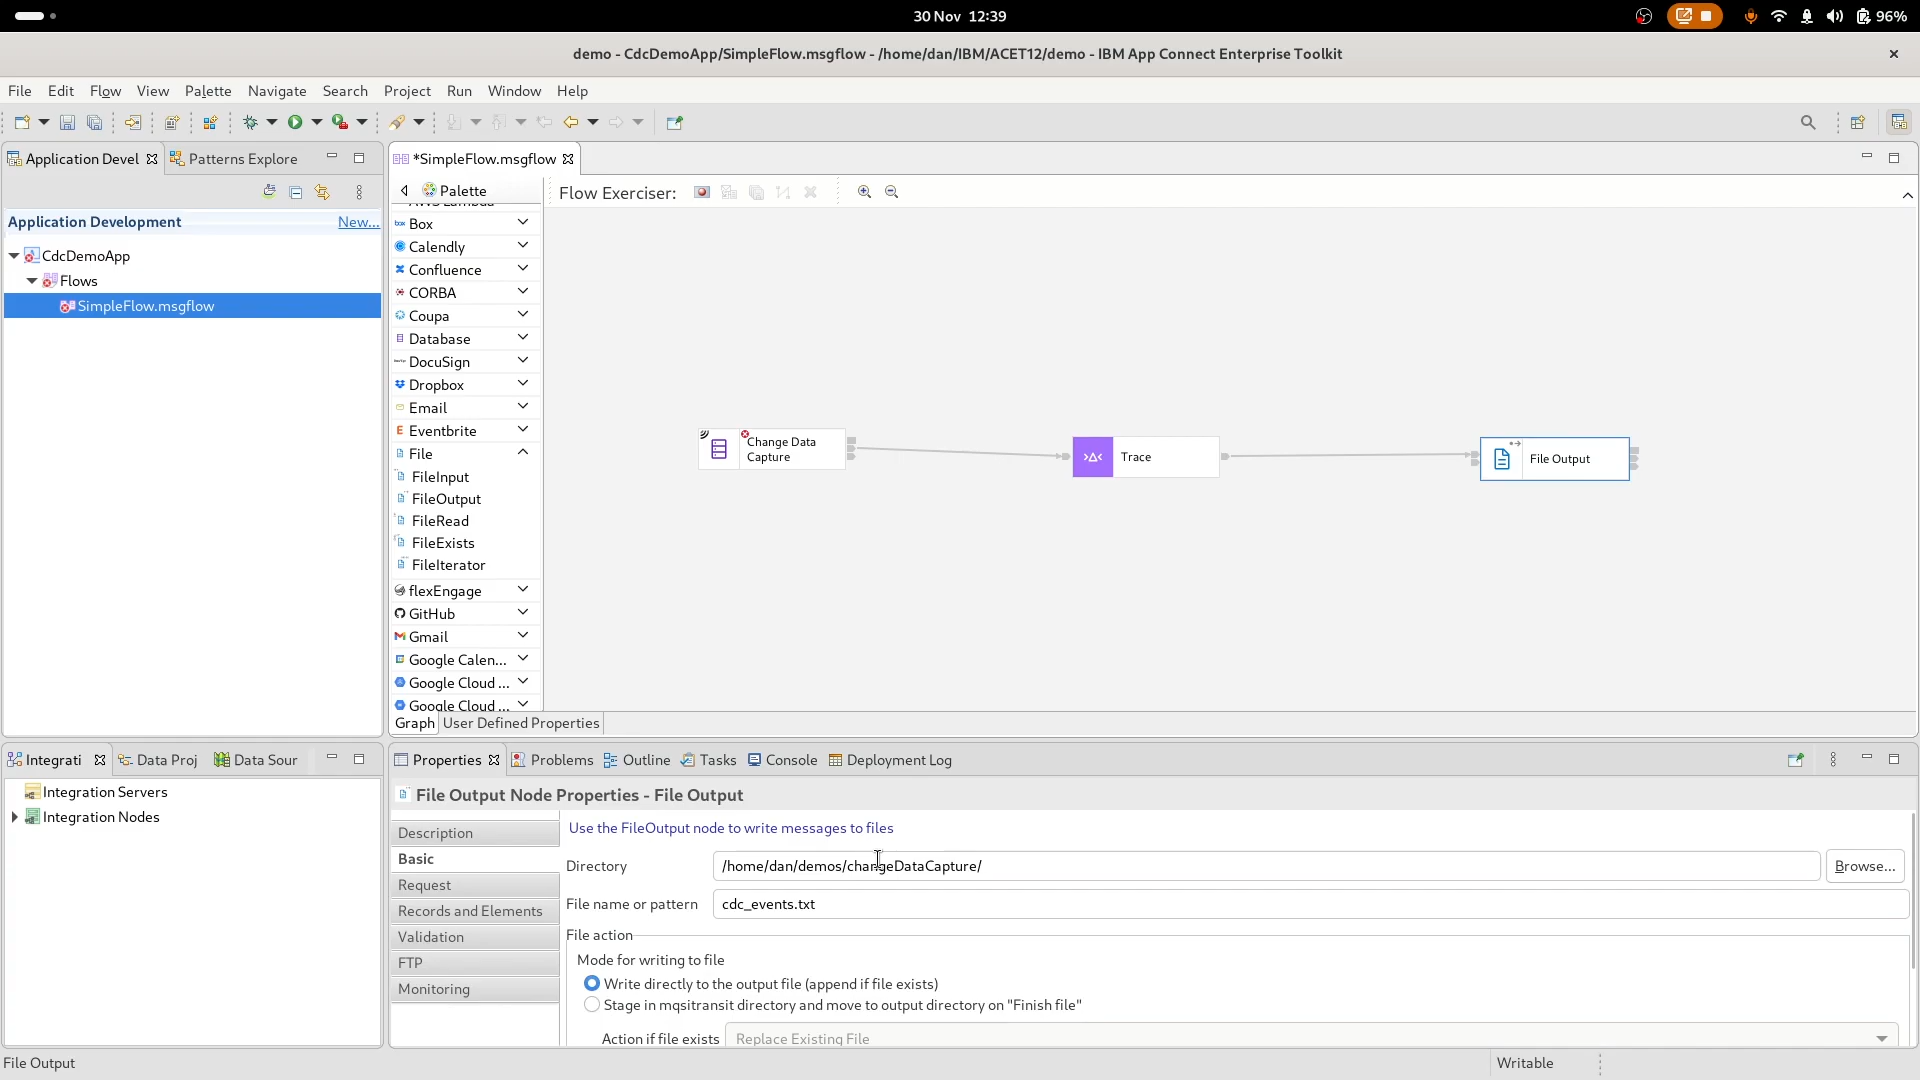 30 Nov 12:39
96%
demo - CdcDemoApp/SimpleFlow.msgflow - /home/dan/IBM/ACET12/demo - IBM App Connect Enterprise Toolkit
File Edit Flow View Palette Navigate Search Project Run Window Help
Application Devel
Patterns Explore
Application Development
New...
CdcDemoApp
Flows
SimpleFlow.msgflow
*SimpleFlow.msgflow
Palette
Flow Exerciser:
AWS Lambda
Box
Calendly
Confluence
CORBA
Coupa
Database
DocuSign
Dropbox
Email
Eventbrite
File
FileInput
FileOutput
FileRead
FileExists
FileIterator
flexEngage
GitHub
Gmail
Google Calen...
Google Cloud ...
Google Cloud ...
Change Data
Capture
Trace
File Output
Graph
User Defined Properties
Integrati
Data Proj
Data Sour
Integration Servers
Integration Nodes
Properties
Problems
Outline
Tasks
Console
Deployment Log
File Output Node Properties - File Output
Description
Basic
Request
Records and Elements
Validation
FTP
Monitoring
Use the FileOutput node to write messages to files
Directory
/home/dan/demos/changeDataCapture/
Browse...
File name or pattern
cdc_events.txt
File action
Mode for writing to file
Write directly to the output file (append if file exists)
Stage in mqsitransit directory and move to output directory on "Finish file"
Action if file exists
Replace Existing File
File Output
Writable